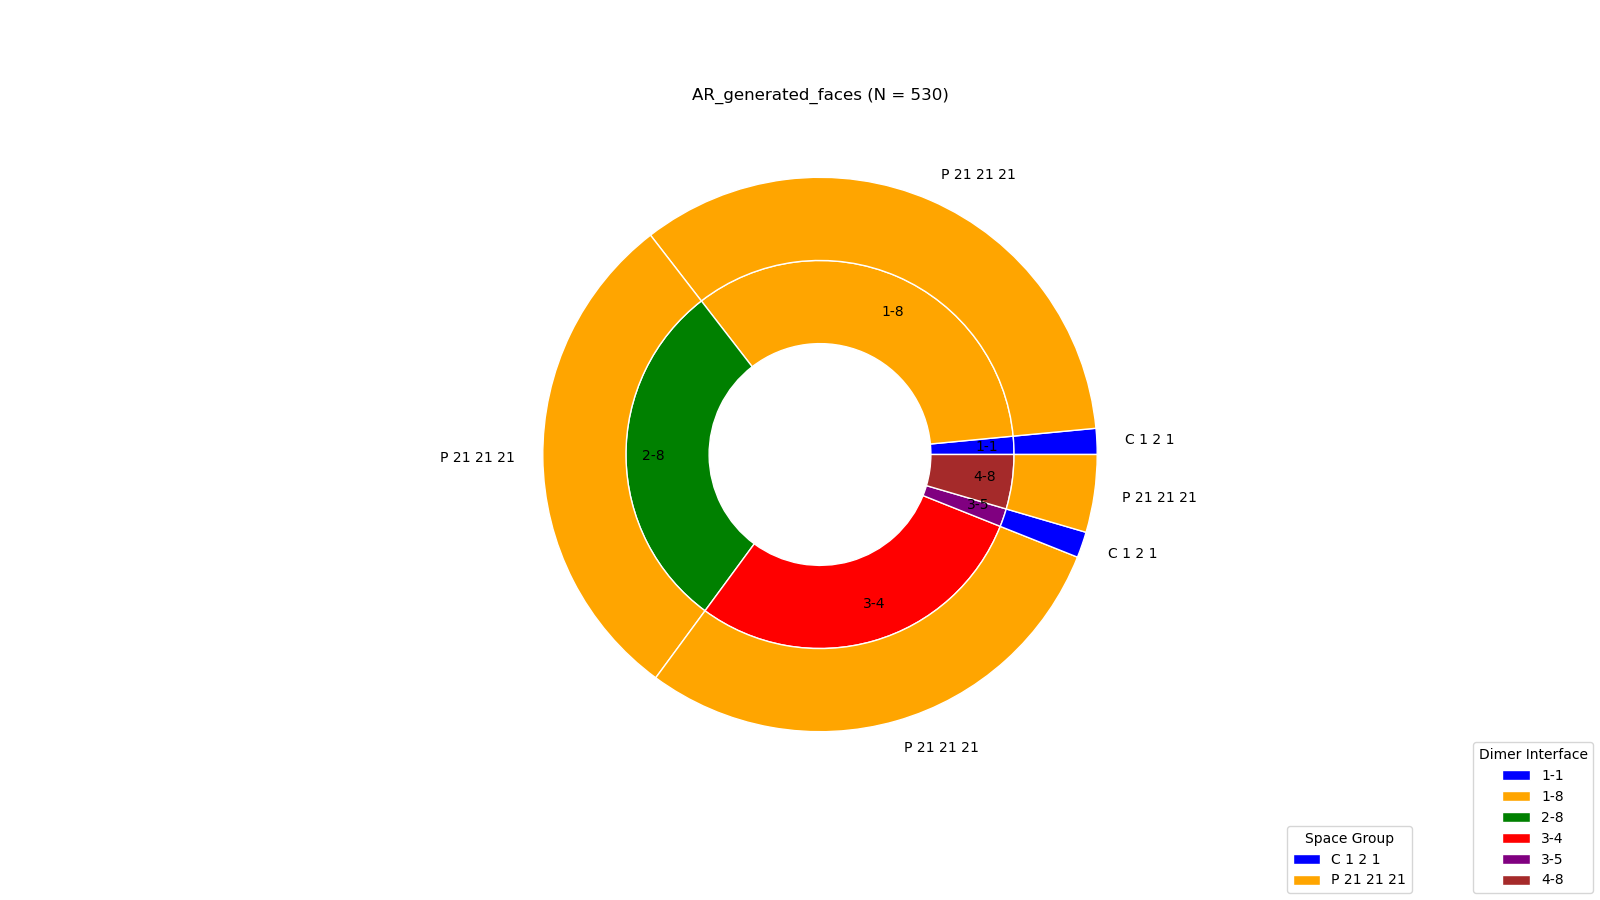 AR_generated_faces (N = 530)
P 21 21 21
1-8
C 1 2 1
1-1
P 21 21 21
2-8
4-8
P 21 21 21
3-5
C 1 2 1
3-4
P 21 21 21
Space Group
C 1 2 1
P 21 21 21
Dimer Interface
1-1
1-8
2-8
3-4
3-5
4-8